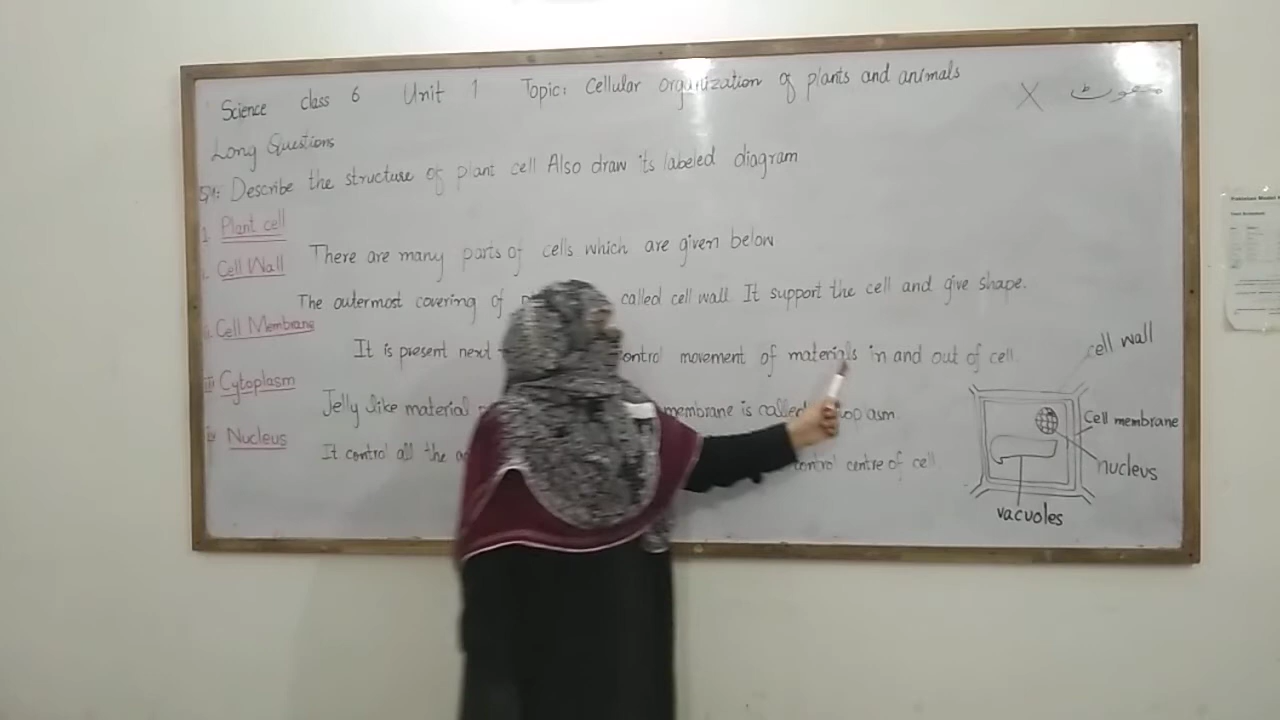 Science class 6 Unit 1 Topic: Cellular organization of plants and animals
X
Long Questions
Describe the structure of plant cell Also draw its labeled diagram
Plant cell
There are many parts of cells which are given below
Cell Wall
The outermost covering of called cell wall. It support the cell and give shape.
ii. Cell Membrane
It is present next control movement of materials in and out of cell
iii Cytoplasm
Jelly like material membrane is called
iv Nucleus
It control all the control centre of cell
cell wall
Cell membrane
nucleus
vacuoles